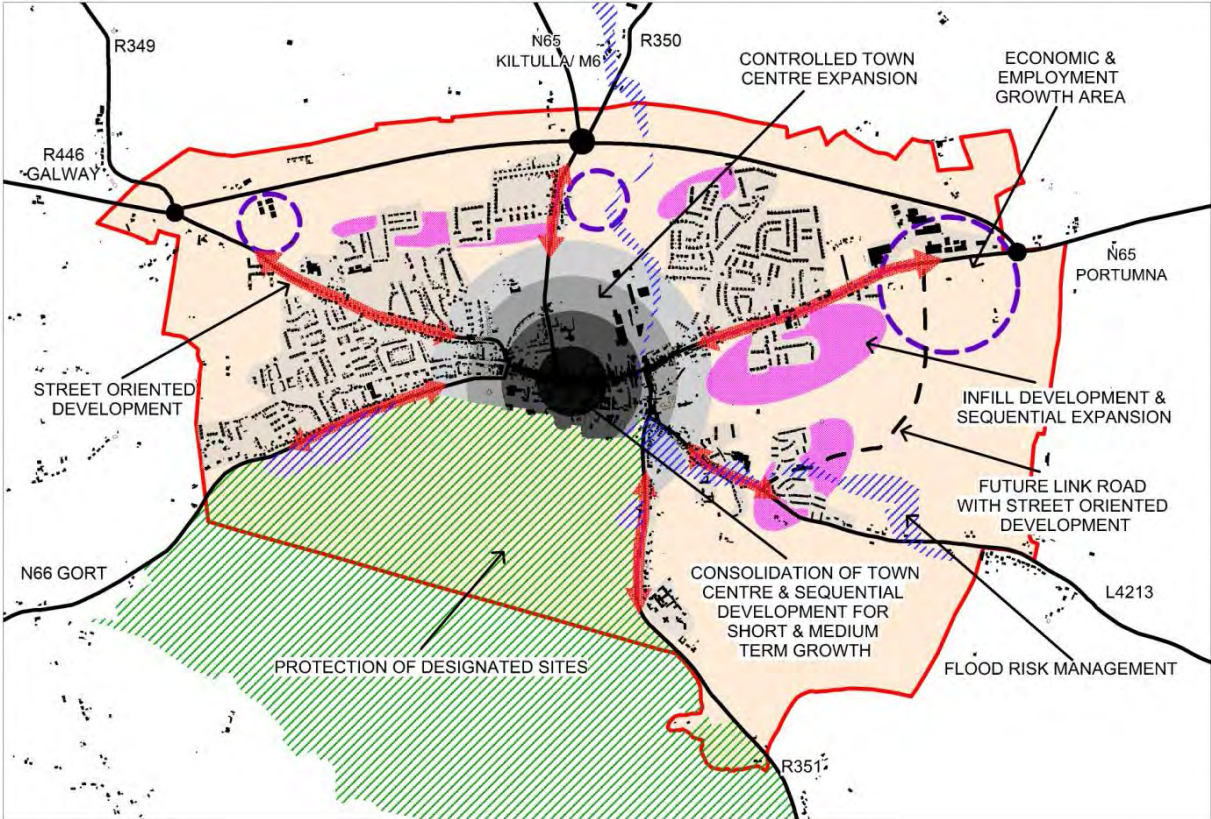 R349
N65
KILTULLA/ M6
R350
CONTROLLED TOWN
CENTRE EXPANSION
ECONOMIC &
EMPLOYMENT
GROWTH AREA
R446
GALWAY
N65
PORTUMNA
STREET ORIENTED
DEVELOPMENT
INFILL DEVELOPMENT &
SEQUENTIAL EXPANSION
FUTURE LINK ROAD
WITH STREET ORIENTED
DEVELOPMENT
N66 GORT
CONSOLIDATION OF TOWN
CENTRE & SEQUENTIAL
DEVELOPMENT FOR
SHORT & MEDIUM
TERM GROWTH
L4213
PROTECTION OF DESIGNATED SITES
FLOOD RISK MANAGEMENT
R351